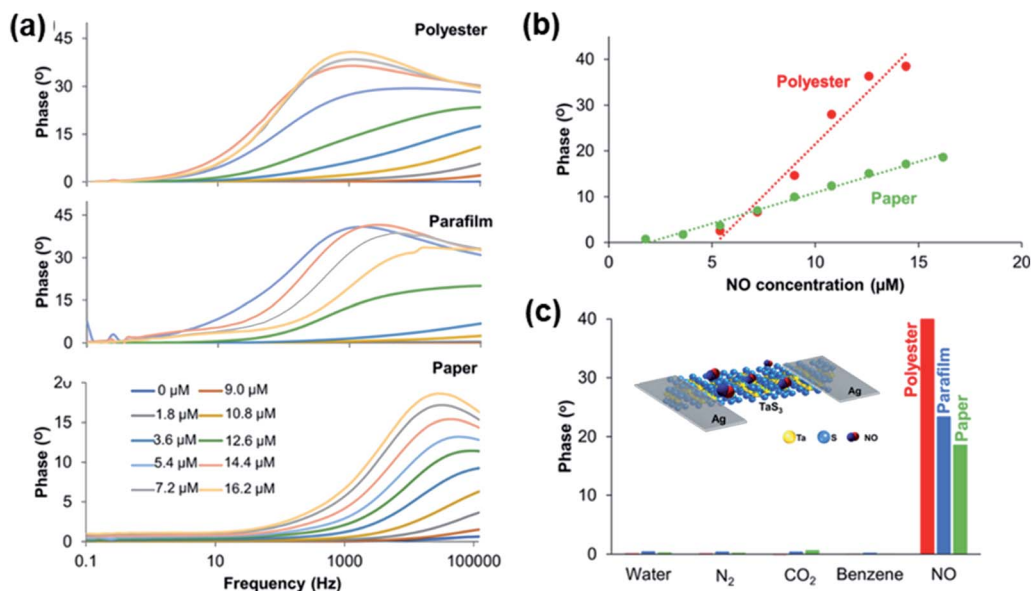 (a)
Polyester
45
30
15
0
Phase (º)
Parafilm
45
30
15
0
Phase (º)
Paper
20
15
10
5
0
Phase (º)
0 µM
9.0 µM
1.8 µM
10.8 µM
3.6 µM
12.6 µM
5.4 µM
14.4 µM
7.2 µM
16.2 µM
0.1
10
1000
100000
Frequency (Hz)
(b)
40
30
20
10
0
Phase (º)
Polyester
Paper
0
5
10
15
20
NO concentration (µM)
(c)
40
30
20
10
0
Phase (º)
Ag
TaS3
Ag
Ta
S
NO
Polyester
Parafilm
Paper
Water
N2
CO2
Benzene
NO